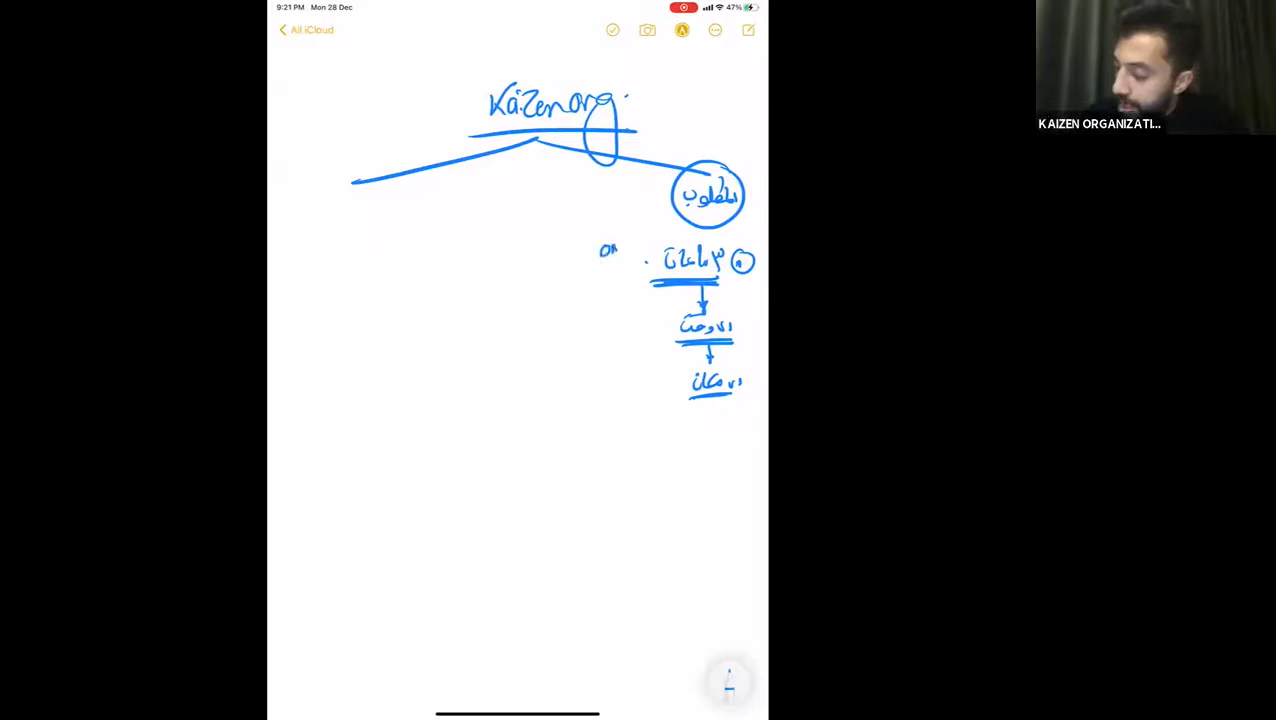 9:21 PM Mon 28 Dec
47%
All iCloud
KAIZEN ORGANIZATI...
Kaizen org.
المطلوب
٣ ساعات